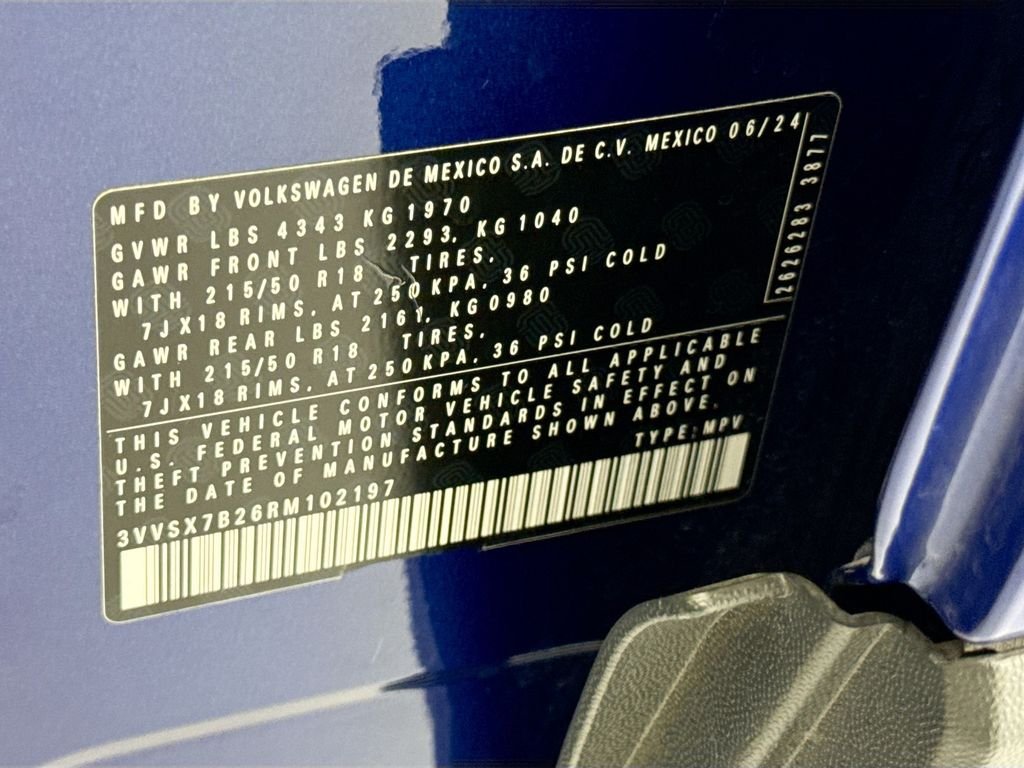 MFD BY VOLKSWAGEN DE MEXICO S.A. DE C.V. MEXICO 06/24
GVWR LBS 4343 KG 1970
GAWR FRONT LBS 2293, KG 1040
WITH 215/50 R18 TIRES.
7JX18 RIMS. AT 250 KPA. 36 PSI COLD
GAWR REAR LBS 2161, KG 0980
WITH 215/50 R18 TIRES.
7JX18 RIMS. AT 250 KPA. 36 PSI COLD
2626283 3877
THIS VEHICLE CONFORMS TO ALL APPLICABLE
U.S. FEDERAL MOTOR VEHICLE SAFETY AND
THEFT PREVENTION STANDARDS IN EFFECT ON
THE DATE OF MANUFACTURE SHOWN ABOVE.
TYPE:MPV
3VVSX7B26RM102197